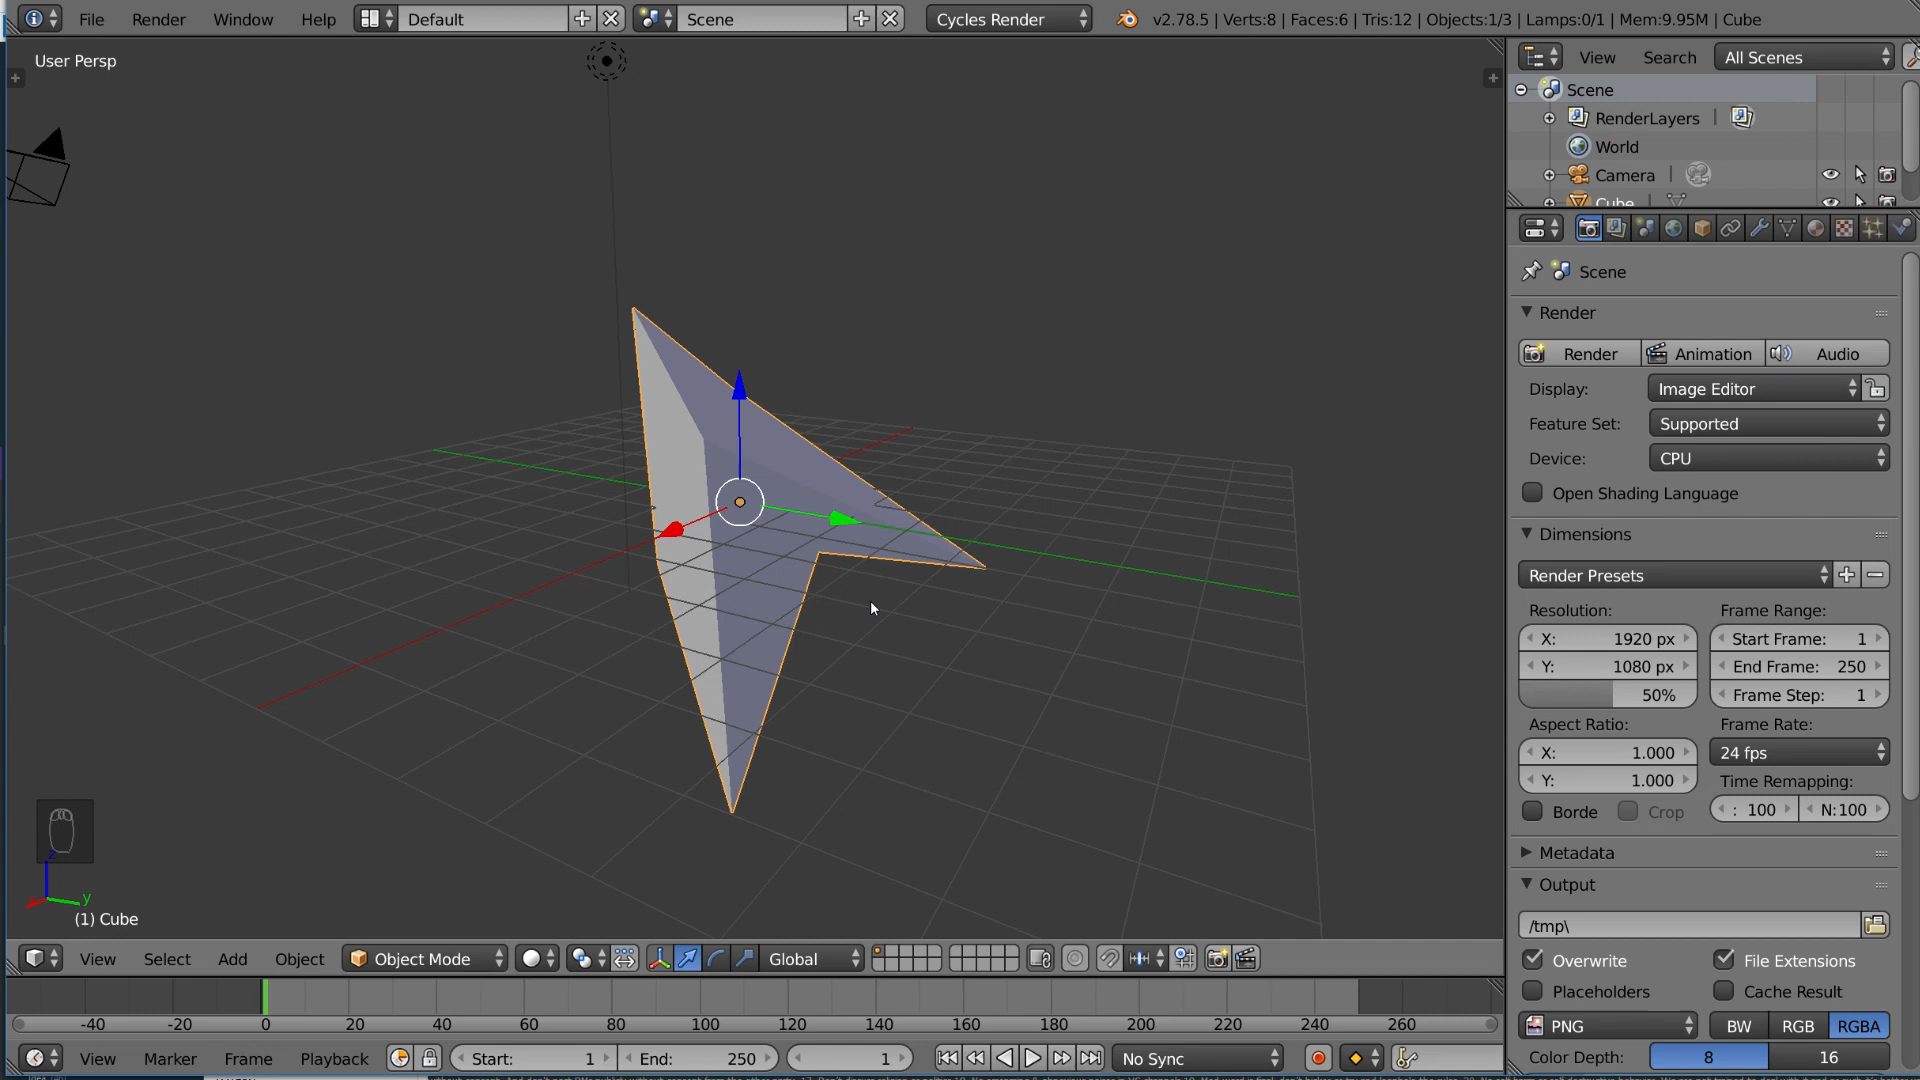 File Render Window Help Default Scene Cycles Render v2.78.5 | Verts:8 | Faces:6 | Tris:12 | Objects:1/3 | Lamps:0/1 | Mem:9.95M | Cube
User Persp
View Search All Scenes
Scene
RenderLayers
World
Camera
Cube
Scene
Render
Render Animation Audio
Display: Image Editor
Feature Set: Supported
Device: CPU
Open Shading Language
Dimensions
Render Presets
Resolution: Frame Range:
X: 1920 px Start Frame: 1
Y: 1080 px End Frame: 250
50% Frame Step: 1
Aspect Ratio: Frame Rate:
X: 1.000 24 fps
Y: 1.000 Time Remapping:
Borde Crop : 100 N:100
Metadata
Output
/tmp\
Overwrite File Extensions
Placeholders Cache Result
PNG BW RGB RGBA
Color Depth: 8 16
z
x y
(1) Cube
View Select Add Object Object Mode Global
-40 -20 0 20 40 60 80 100 120 140 160 180 200 220 240 260
View Marker Frame Playback Start: 1 End: 250 1 No Sync